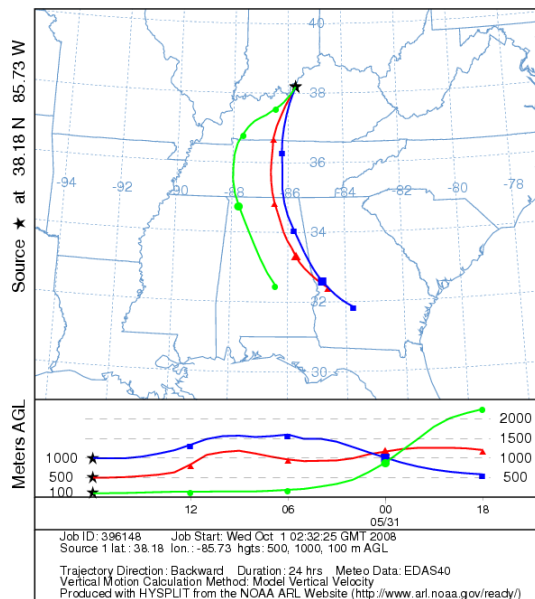 Source ★ at 38.18 N 85.73 W
40
38
36
34
32
30
-94 -92 -90 -88 -86 -84 -82 -80 -78
Meters AGL
2000
1500
1000 1000
500 500
100
12 06 00 18
05/31
Job ID: 396148 Job Start: Wed Oct 1 02:32:25 GMT 2008
Source 1 lat.: 38.18 lon.: -85.73 hgts: 500, 1000, 100 m AGL
Trajectory Direction: Backward Duration: 24 hrs Meteo Data: EDAS40
Vertical Motion Calculation Method: Model Vertical Velocity
Produced with HYSPLIT from the NOAA ARL Website (http://www.arl.noaa.gov/ready/)